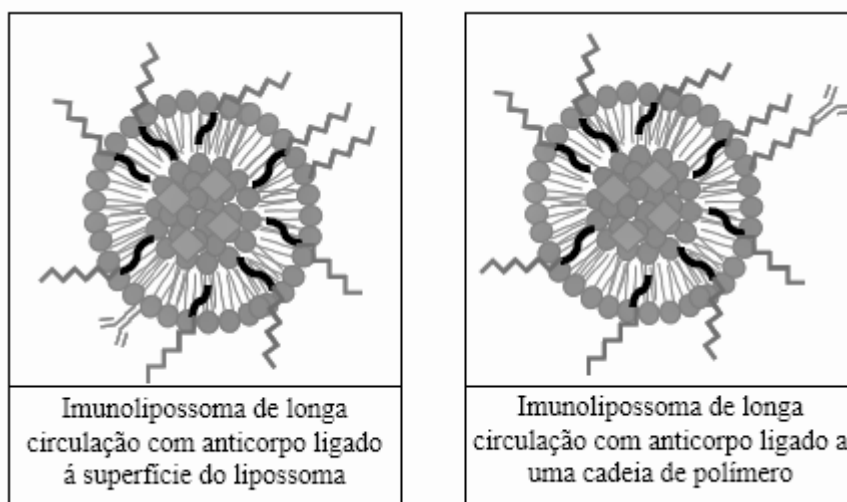 Imunolipossoma de longa
circulação com anticorpo ligado
á superfície do lipossoma
Imunolipossoma de longa
circulação com anticorpo ligado a
uma cadeia de polímero